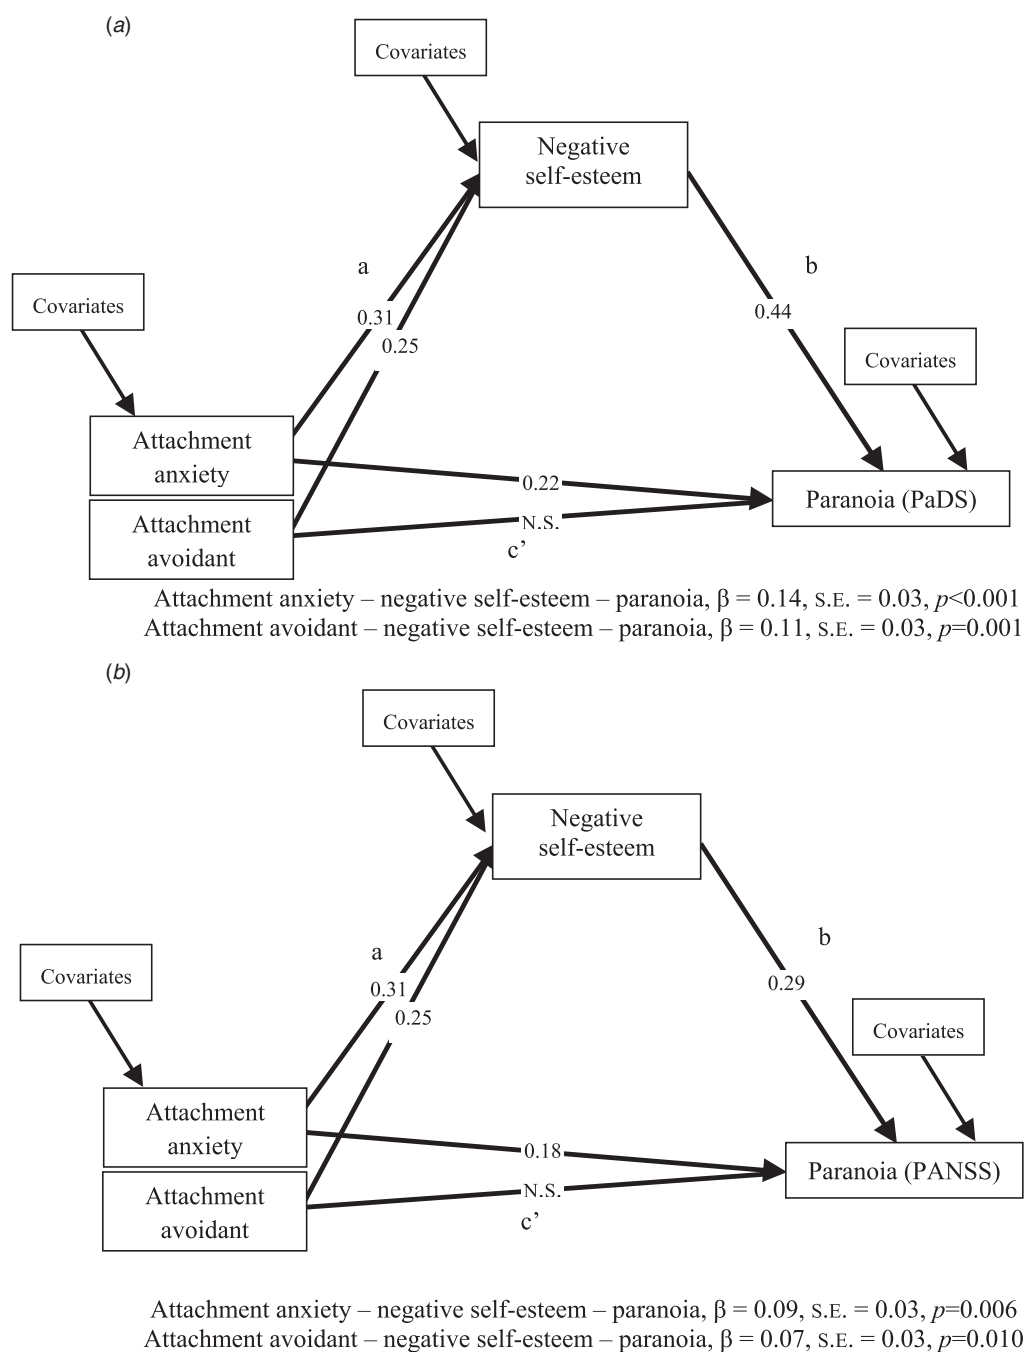 (a)
Covariates
Negative
self-esteem
a
b
Covariates
0.31
0.44
0.25
Covariates
Attachment
anxiety
0.22
Paranoia (PaDS)
Attachment
avoidant
N.S.
c’
Attachment anxiety – negative self-esteem – paranoia, β = 0.14, S.E. = 0.03, p<0.001
Attachment avoidant – negative self-esteem – paranoia, β = 0.11, S.E. = 0.03, p=0.001
(b)
Covariates
Negative
self-esteem
a
b
Covariates
0.31
0.29
0.25
Covariates
Attachment
anxiety
0.18
Paranoia (PANSS)
Attachment
avoidant
N.S.
c’
Attachment anxiety – negative self-esteem – paranoia, β = 0.09, S.E. = 0.03, p=0.006
Attachment avoidant – negative self-esteem – paranoia, β = 0.07, S.E. = 0.03, p=0.010